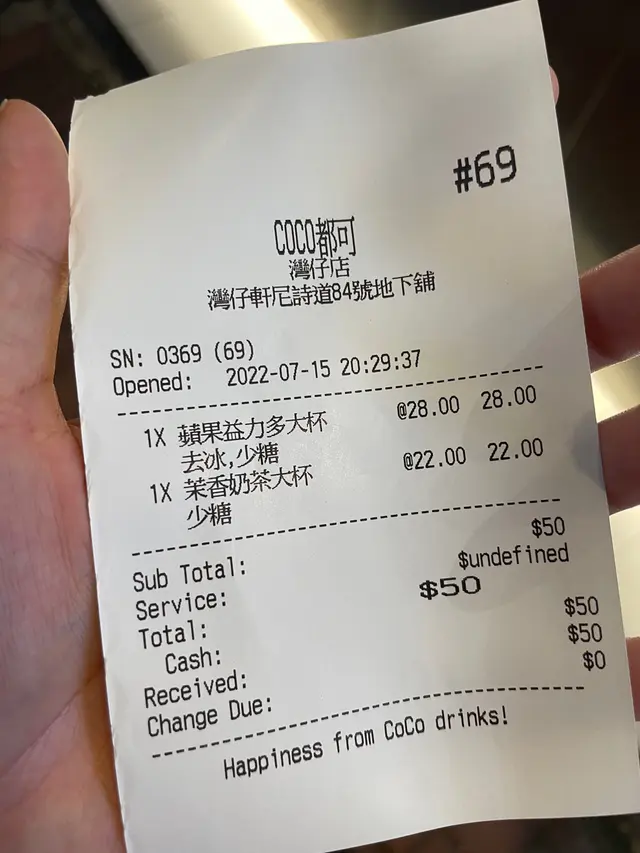 #69
COCO都可
灣仔店
灣仔軒尼詩道84號地下舖
SN: 0369 (69)
Opened: 2022-07-15 20:29:37
1X 蘋果益力多大杯 @28.00 28.00
去冰,少糖
1X 茉香奶茶大杯 @22.00 22.00
少糖
Sub Total: $50
Service: $undefined
Total: $50
Cash: $50
Received: $50
Change Due: $0
Happiness from CoCo drinks!